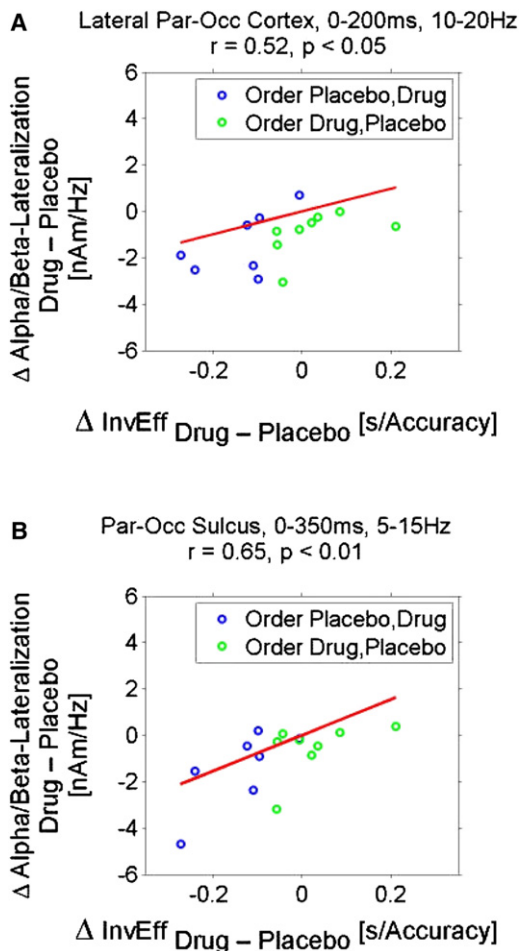 A
Lateral Par-Occ Cortex, 0-200ms, 10-20Hz
r = 0.52, p < 0.05
Δ Alpha/Beta-Lateralization
Drug – Placebo
[nAm/Hz]
6
4
2
0
-2
-4
-6
Order Placebo,Drug
Order Drug,Placebo
-0.2 0 0.2
Δ InvEff Drug – Placebo [s/Accuracy]
B
Par-Occ Sulcus, 0-350ms, 5-15Hz
r = 0.65, p < 0.01
Δ Alpha/Beta-Lateralization
Drug – Placebo
[nAm/Hz]
6
4
2
0
-2
-4
-6
Order Placebo,Drug
Order Drug,Placebo
-0.2 0 0.2
Δ InvEff Drug – Placebo [s/Accuracy]